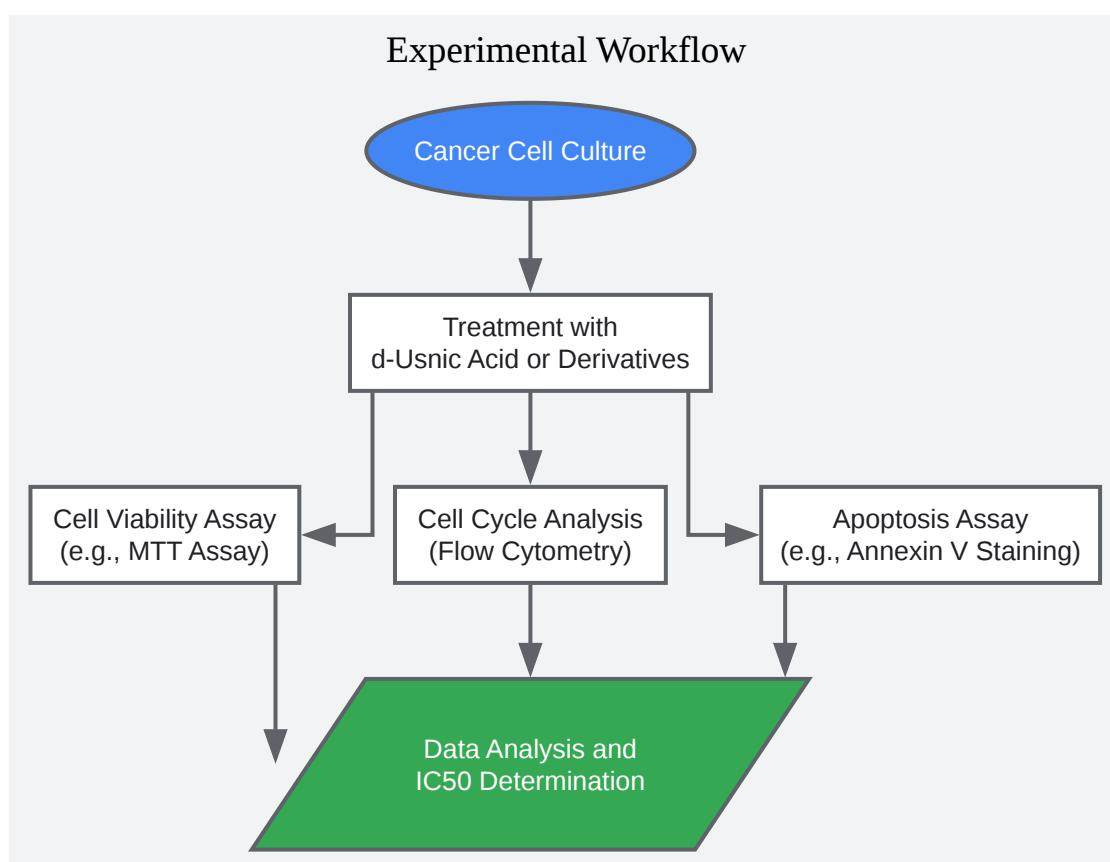 Experimental Workflow
Cancer Cell Culture
Treatment with
d-Usnic Acid or Derivatives
Cell Viability Assay
(e.g., MTT Assay)
Cell Cycle Analysis
(Flow Cytometry)
Apoptosis Assay
(e.g., Annexin V Staining)
Data Analysis and
IC50 Determination